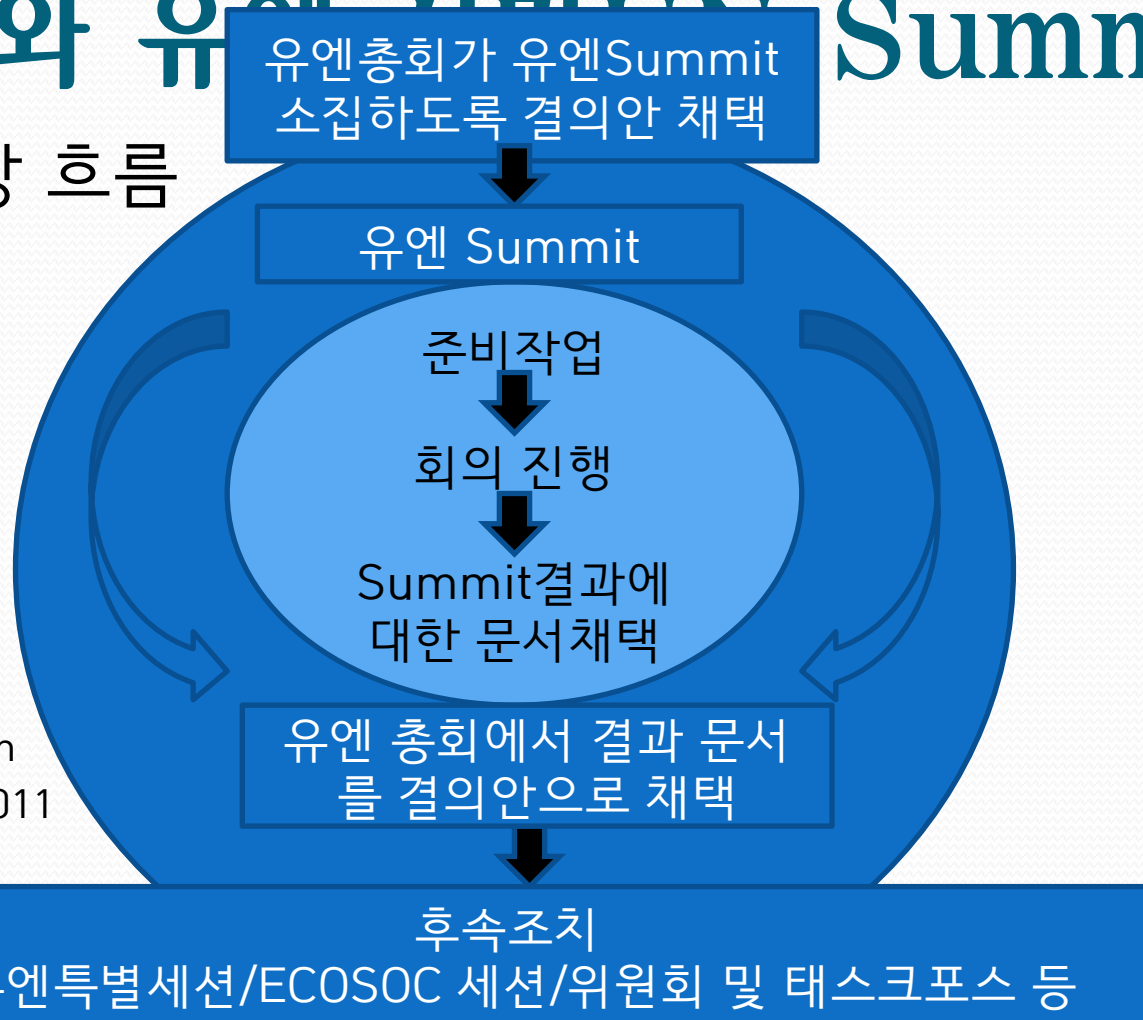 와 유엔 Summ
유엔총회가 유엔Summit
소집하도록 결의안 채택
흐름
유엔 Summit
준비작업
회의 진행
Summit결과에
대한 문서채택
유엔 총회에서 결과 문서
를 결의안으로 채택
011
후속조치
엔특별세션/ECOSOC 세션/위원회 및 태스크포스 등